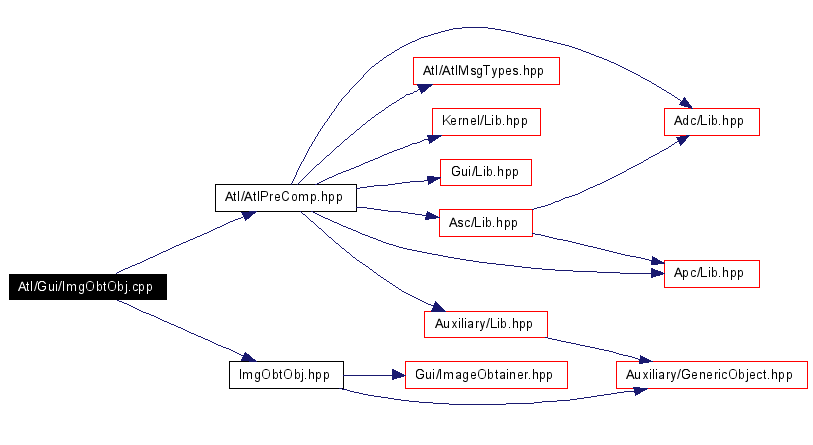 Atl/AtlMsgTypes.hpp
Kernel/Lib.hpp
Adc/Lib.hpp
Gui/Lib.hpp
Atl/AtlPreComp.hpp
Asc/Lib.hpp
Apc/Lib.hpp
Atl/Gui/ImgObtObj.cpp
Auxiliary/Lib.hpp
ImgObtObj.hpp
Gui/ImageObtainer.hpp
Auxiliary/GenericObject.hpp